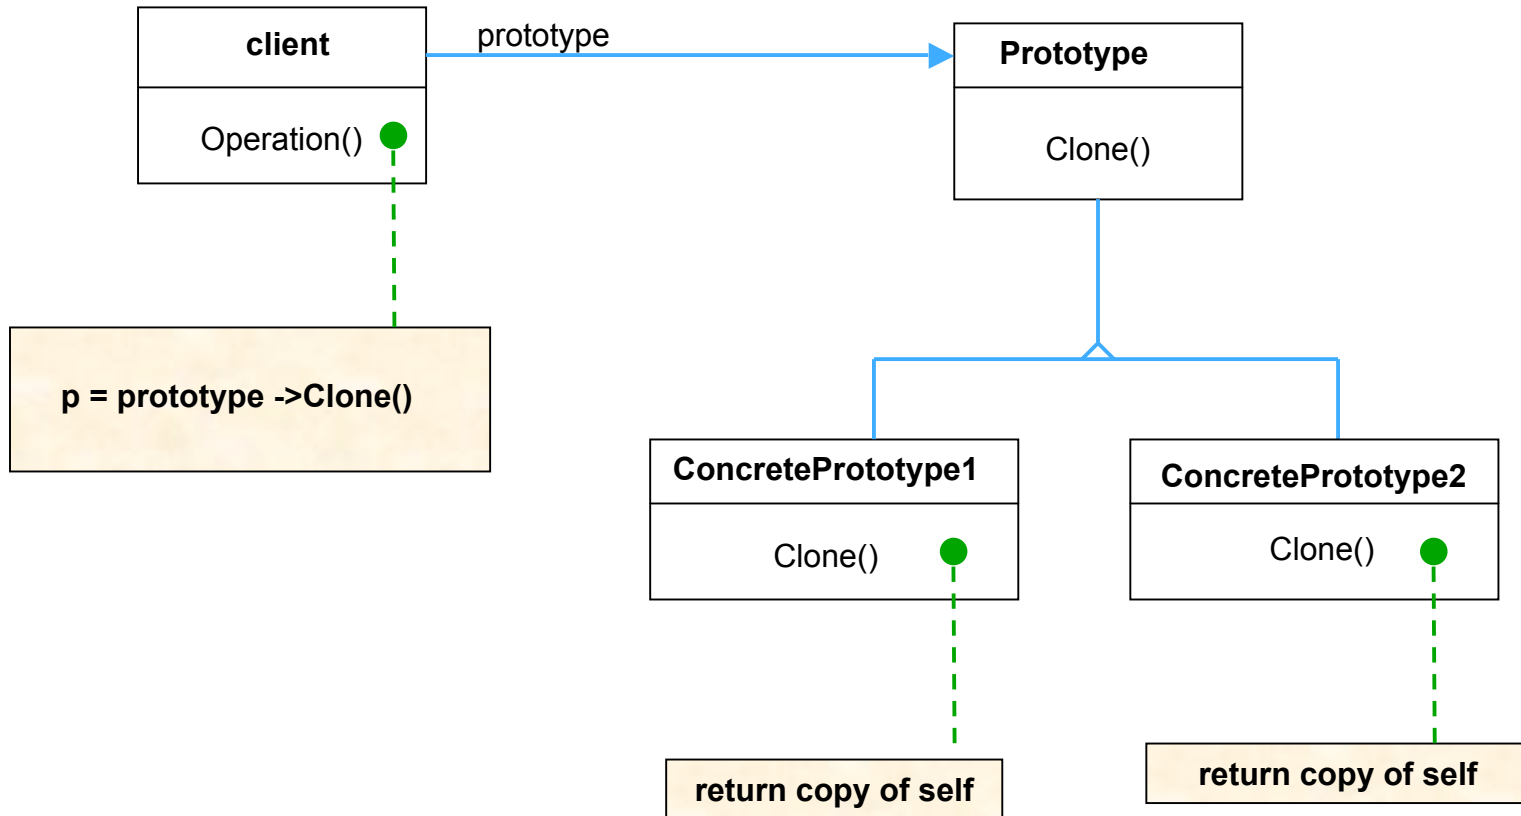 client
prototype
Prototype
Operation()
Clone()
p = prototype ->Clone()
ConcretePrototype1
ConcretePrototype2
Clone()
Clone()
return copy of self
return copy of self